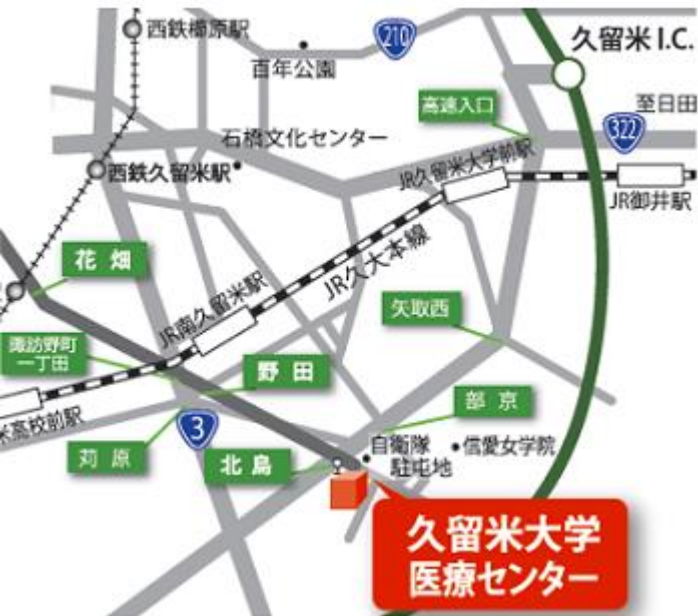 西鉄櫛原駅
210
久留米 I.C.
百年公園
至日田
高速入口
322
石橋文化センター
西鉄久留米駅
JR久留米大学前駅
JR御井駅
花畑
JR久大本線
JR南久留米駅
矢取西
諏訪野町
一丁田
野田
部京
米高校前駅
3
苅原
北島
自衛隊
駐屯地
信愛女学院
久留米大学
医療センター